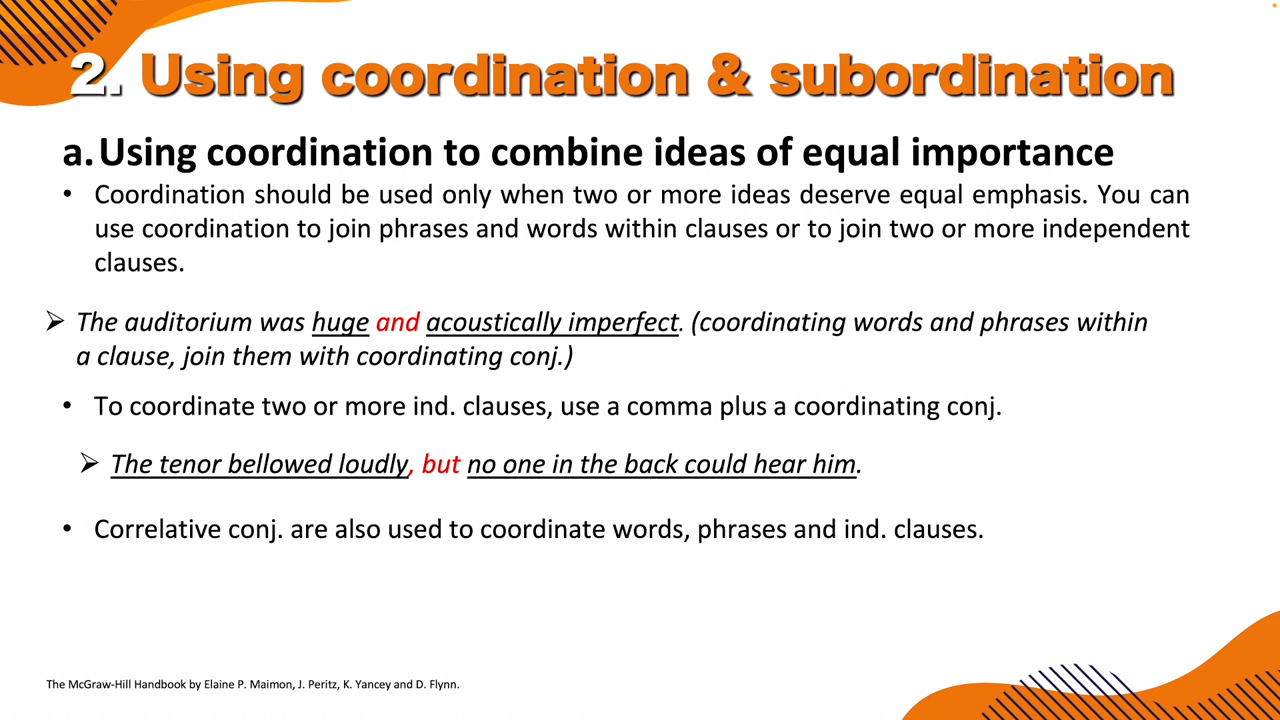 2. Using coordination & subordination
a. Using coordination to combine ideas of equal importance
• Coordination should be used only when two or more ideas deserve equal emphasis. You can
use coordination to join phrases and words within clauses or to join two or more independent
clauses.
➢ The auditorium was huge and acoustically imperfect. (coordinating words and phrases within
a clause, join them with coordinating conj.)
• To coordinate two or more ind. clauses, use a comma plus a coordinating conj.
➢ The tenor bellowed loudly, but no one in the back could hear him.
• Correlative conj. are also used to coordinate words, phrases and ind. clauses.
The McGraw-Hill Handbook by Elaine P. Maimon, J. Peritz, K. Yancey and D. Flynn.